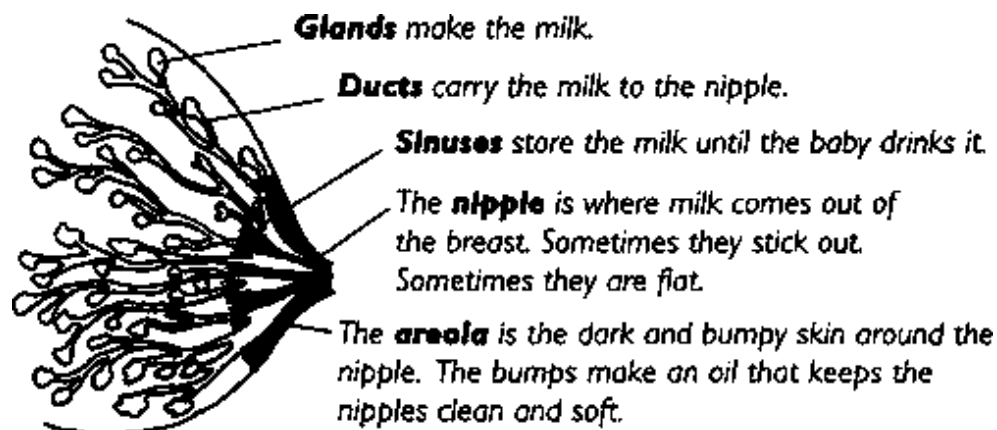 Glands make the milk.
Ducts carry the milk to the nipple.
Sinuses store the milk until the baby drinks it.
The nipple is where milk comes out of
the breast. Sometimes they stick out.
Sometimes they are flat.
The areola is the dark and bumpy skin around the
nipple. The bumps make an oil that keeps the
nipples clean and soft.